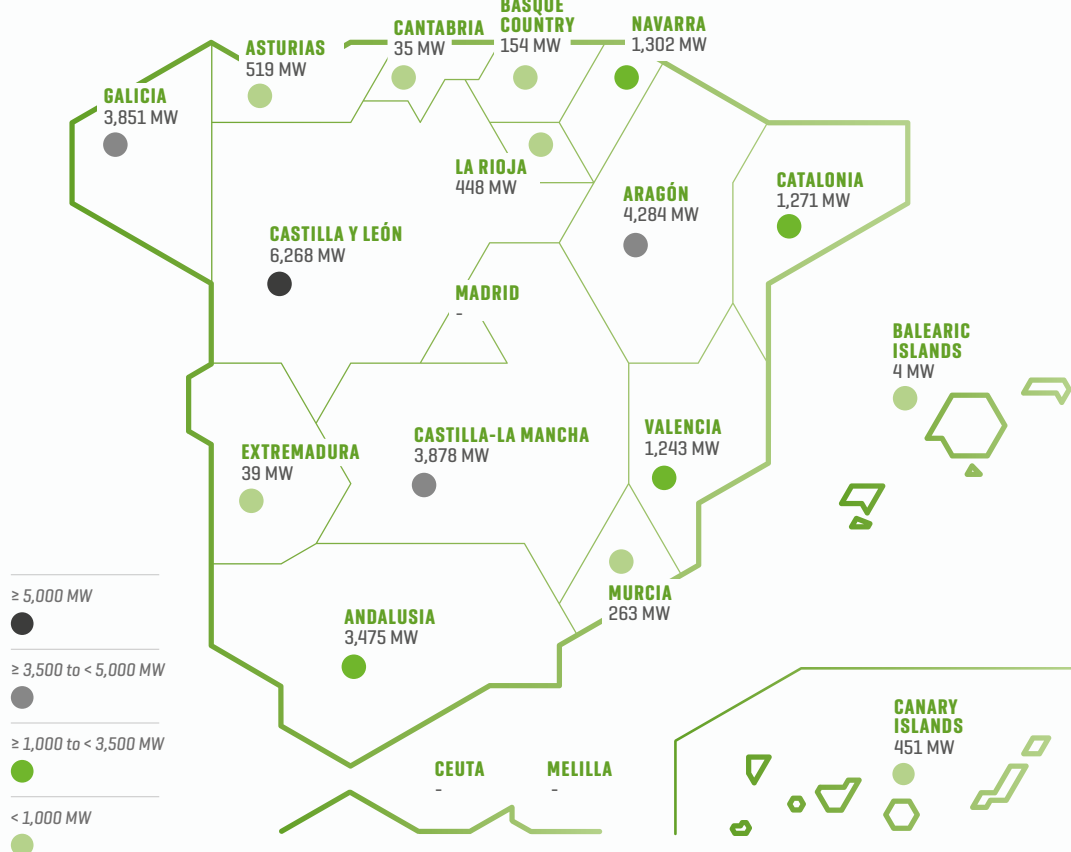 BASQUE
COUNTRY
154 MW
NAVARRA
1,302 MW
CANTABRIA
35 MW
ASTURIAS
519 MW
GALICIA
3,851 MW
LA RIOJA
448 MW
ARAGÓN
4,284 MW
CATALONIA
1,271 MW
CASTILLA Y LEÓN
6,268 MW
MADRID
-
BALEARIC
ISLANDS
4 MW
EXTREMADURA
39 MW
CASTILLA-LA MANCHA
3,878 MW
VALENCIA
1,243 MW
MURCIA
263 MW
ANDALUSIA
3,475 MW
CANARY
ISLANDS
451 MW
CEUTA
-
MELILLA
-
≥ 5,000 MW
≥ 3,500 to < 5,000 MW
≥ 1,000 to < 3,500 MW
< 1,000 MW